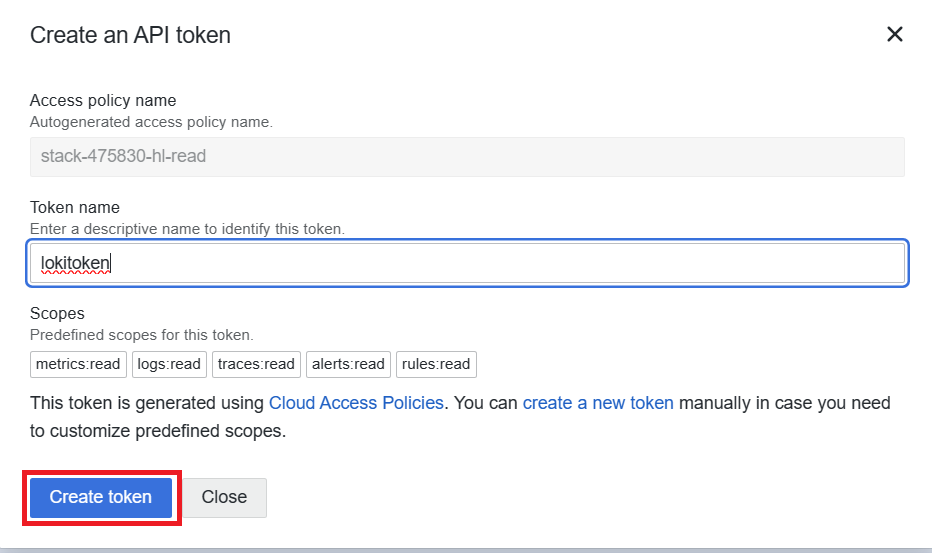 Create an API token
Access policy name
Autogenerated access policy name.
stack-475830-hl-read
Token name
Enter a descriptive name to identify this token.
lokitoken
Scopes
Predefined scopes for this token.
metrics:read logs:read traces:read alerts:read rules:read
This token is generated using Cloud Access Policies. You can create a new token manually in case you need
to customize predefined scopes.
Create token Close